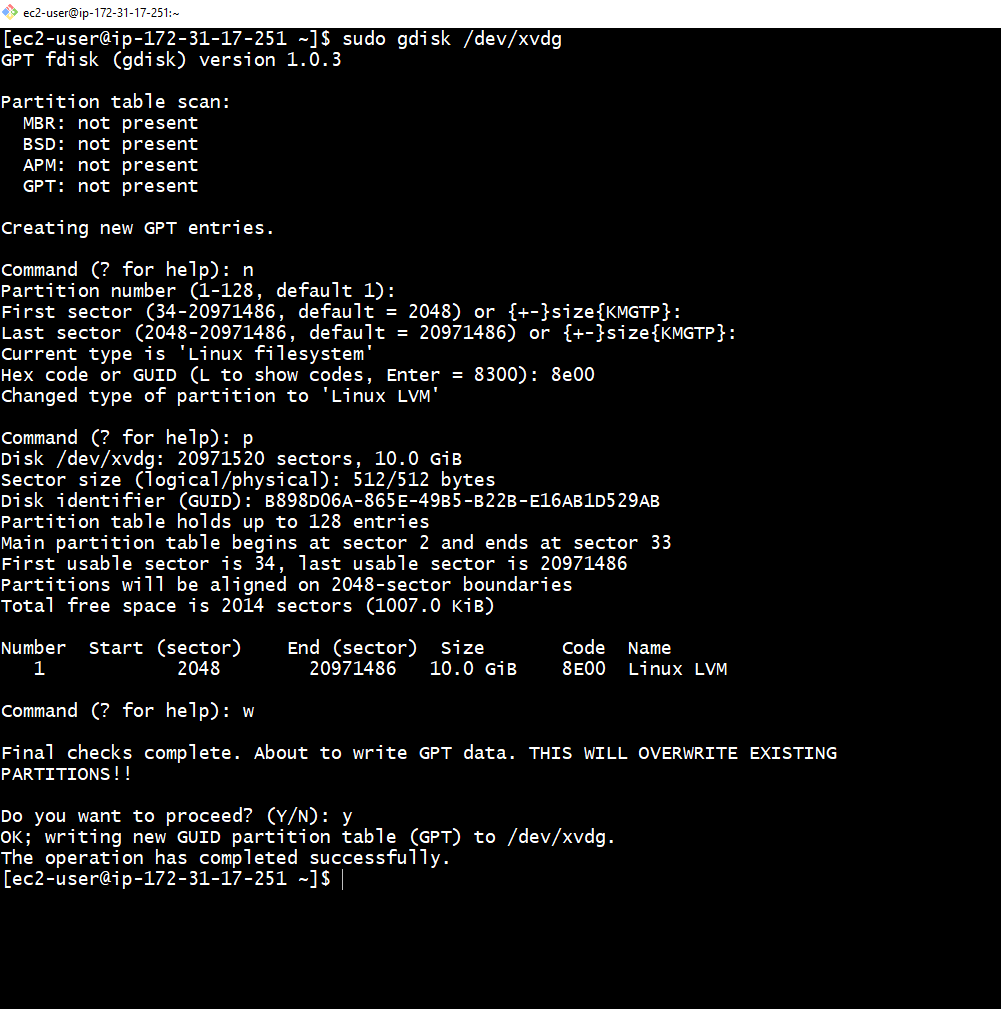 ec2-user@ip-172-31-17-251:~
[ec2-user@ip-172-31-17-251 ~]$ sudo gdisk /dev/xvdg
GPT fdisk (gdisk) version 1.0.3
Partition table scan:
  MBR: not present
  BSD: not present
  APM: not present
  GPT: not present
Creating new GPT entries.
Command (? for help): n
Partition number (1-128, default 1):
First sector (34-20971486, default = 2048) or {+-}size{KMGTP}:
Last sector (2048-20971486, default = 20971486) or {+-}size{KMGTP}:
Current type is 'Linux filesystem'
Hex code or GUID (L to show codes, Enter = 8300): 8e00
Changed type of partition to 'Linux LVM'
Command (? for help): p
Disk /dev/xvdg: 20971520 sectors, 10.0 GiB
Sector size (logical/physical): 512/512 bytes
Disk identifier (GUID): B898D06A-865E-49B5-B22B-E16AB1D529AB
Partition table holds up to 128 entries
Main partition table begins at sector 2 and ends at sector 33
First usable sector is 34, last usable sector is 20971486
Partitions will be aligned on 2048-sector boundaries
Total free space is 2014 sectors (1007.0 KiB)
Number  Start (sector)    End (sector)  Size       Code  Name
   1            2048        20971486   10.0 GiB    8E00  Linux LVM
Command (? for help): w
Final checks complete. About to write GPT data. THIS WILL OVERWRITE EXISTING
PARTITIONS!!
Do you want to proceed? (Y/N): y
OK; writing new GUID partition table (GPT) to /dev/xvdg.
The operation has completed successfully.
[ec2-user@ip-172-31-17-251 ~]$